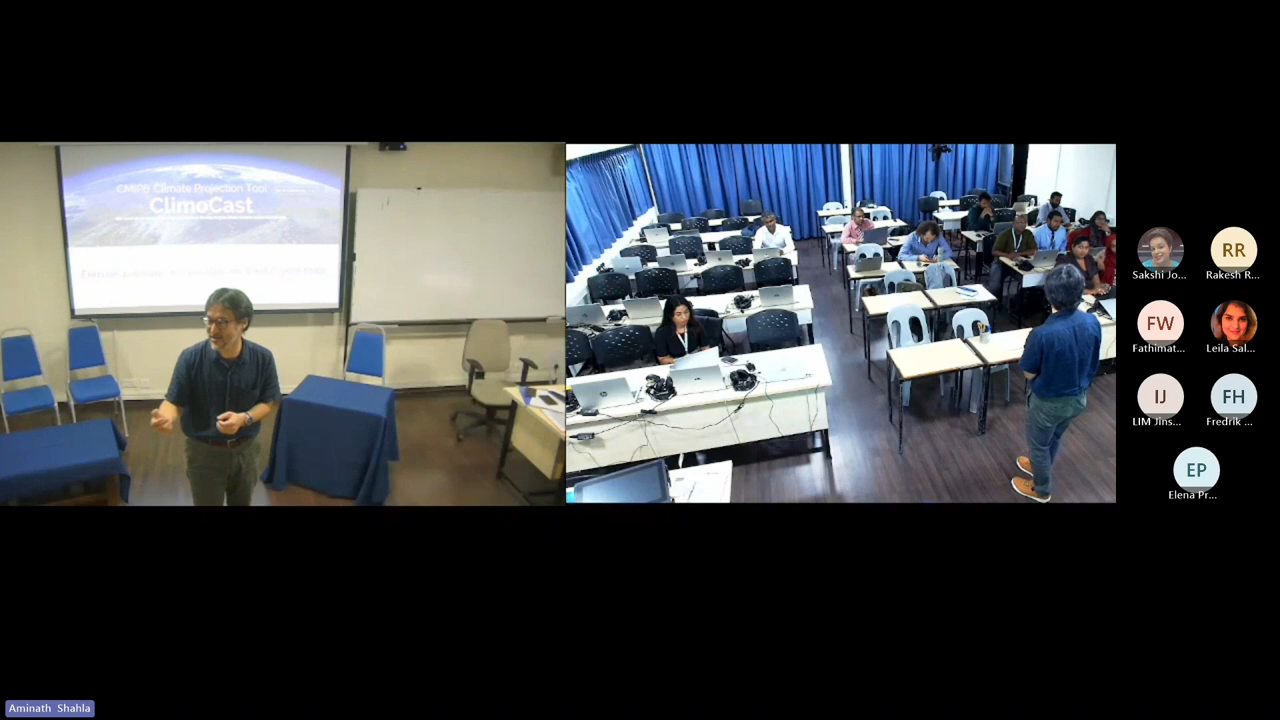 CMIP6 Climate Projection Tool
ClimoCast
Sakshi Jo...
RR
Rakesh R...
FW
Fathimat...
Leila Sal...
IJ
LIM Jins...
FH
Fredrik ...
EP
Elena Pr...
Aminath Shahla